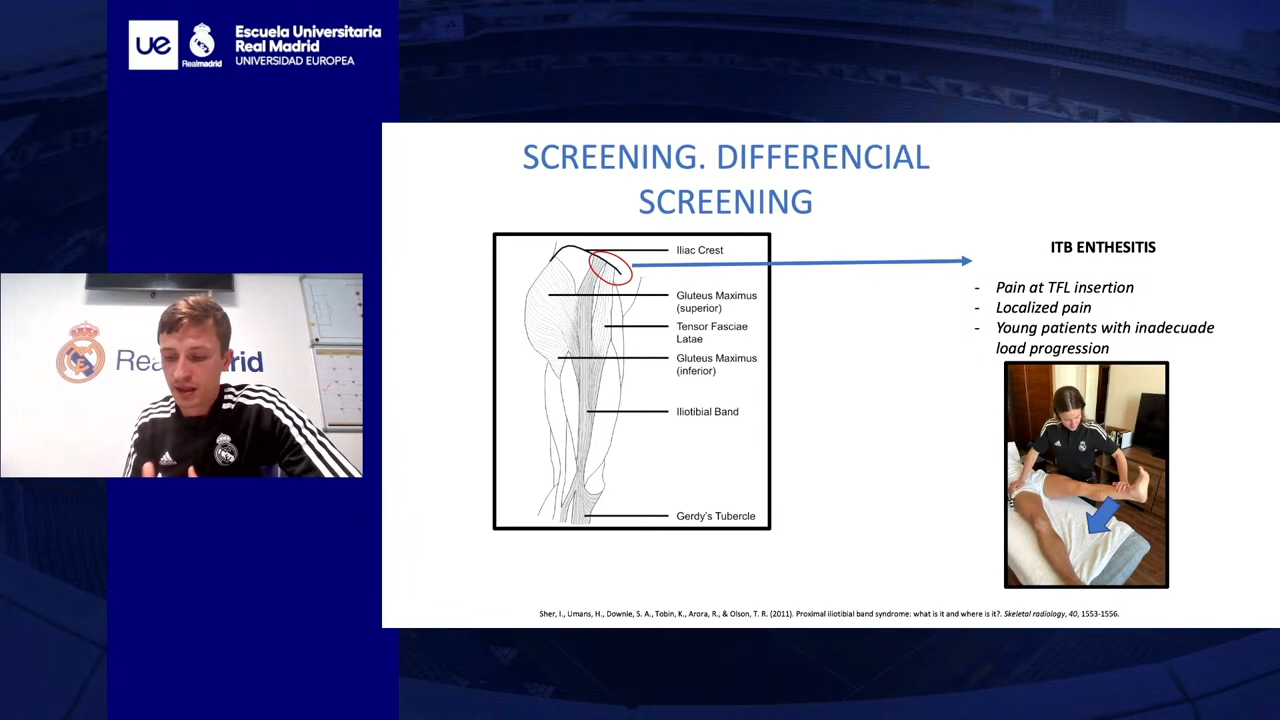 ue
Realmadrid
Escuela Universitaria
Real Madrid
UNIVERSIDAD EUROPEA
SCREENING. DIFFERENCIAL
SCREENING
Iliac Crest
Gluteus Maximus
(superior)
Tensor Fasciae
Latae
Gluteus Maximus
(inferior)
Iliotibial Band
Gerdy's Tubercle
ITB ENTHESITIS
- Pain at TFL insertion
- Localized pain
- Young patients with inadecuade
load progression
Sher, I., Umans, H., Downie, S. A., Tobin, K., Arora, R., & Olson, T. R. (2011). Proximal iliotibial band syndrome: what is it and where is it?. Skeletal radiology, 40, 1553-1556.
adidas